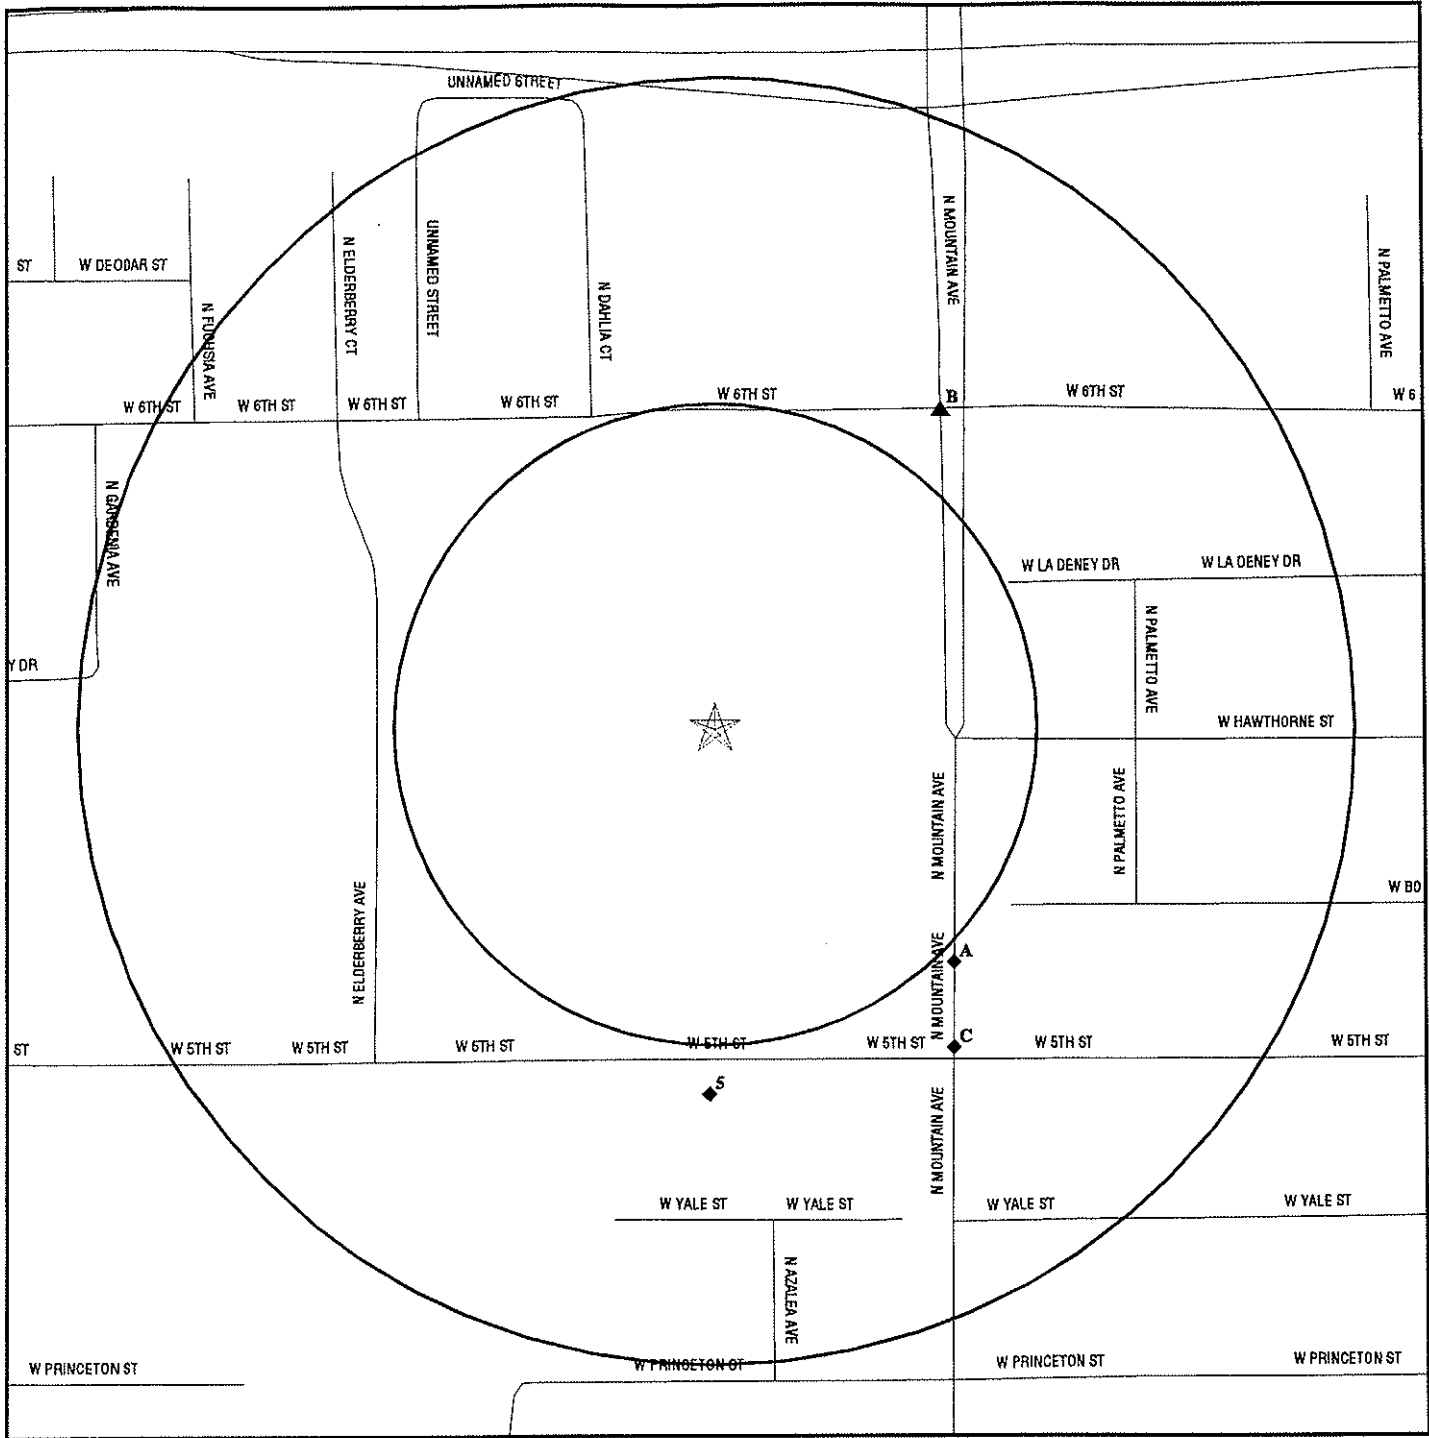 UNNAMED STREET
N MOUNTAIN AVE
UNNAMED STREET
N ELDERBERRY CT
N PALMETTO AVE
ST
W DEODAR ST
N DAHLIA CT
N FUCHSIA AVE
W 6TH ST
W 6TH ST
W 6TH ST
W 6TH ST
W 6TH ST
B
W 6TH ST
W 6
N GARDENIA AVE
W LA DENEY DR
W LA DENEY DR
N PALMETTO AVE
Y DR
W HAWTHORNE ST
N MOUNTAIN AVE
N PALMETTO AVE
N ELDERBERRY AVE
W BO
N MOUNTAIN AVE
A
ST
W 5TH ST
W 5TH ST
W 6TH ST
W 5TH ST
W 5TH ST
C
W 5TH ST
W 5TH ST
5
N MOUNTAIN AVE
W YALE ST
W YALE ST
W YALE ST
W YALE ST
N AZALEA AVE
W PRINCETON ST
W PRINCETON ST
W PRINCETON ST
W PRINCETON ST